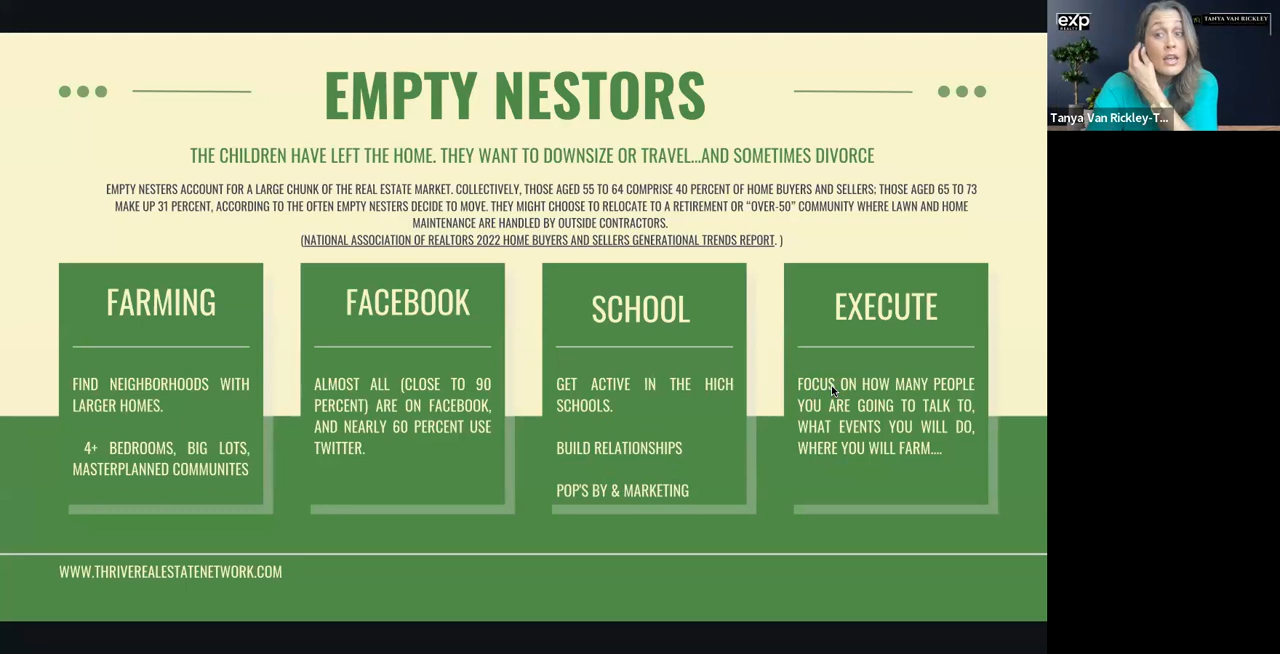 EMPTY NESTORS
THE CHILDREN HAVE LEFT THE HOME. THEY WANT TO DOWNSIZE OR TRAVEL...AND SOMETIMES DIVORCE
EMPTY NESTERS ACCOUNT FOR A LARGE CHUNK OF THE REAL ESTATE MARKET. COLLECTIVELY, THOSE AGED 55 TO 64 COMPRISE 40 PERCENT OF HOME BUYERS AND SELLERS; THOSE AGED 65 TO 73
MAKE UP 31 PERCENT, ACCORDING TO THE OFTEN EMPTY NESTERS DECIDE TO MOVE. THEY MIGHT CHOOSE TO RELOCATE TO A RETIREMENT OR “OVER-50” COMMUNITY WHERE LAWN AND HOME
MAINTENANCE ARE HANDLED BY OUTSIDE CONTRACTORS.
(NATIONAL ASSOCIATION OF REALTORS 2022 HOME BUYERS AND SELLERS GENERATIONAL TRENDS REPORT. )
FARMING
FIND NEIGHBORHOODS WITH
LARGER HOMES.
4+ BEDROOMS, BIG LOTS,
MASTERPLANNED COMMUNITES
FACEBOOK
ALMOST ALL (CLOSE TO 90
PERCENT) ARE ON FACEBOOK,
AND NEARLY 60 PERCENT USE
TWITTER.
SCHOOL
GET ACTIVE IN THE HICH
SCHOOLS.
BUILD RELATIONSHIPS
POP'S BY & MARKETING
EXECUTE
FOCUS ON HOW MANY PEOPLE
YOU ARE GOING TO TALK TO,
WHAT EVENTS YOU WILL DO,
WHERE YOU WILL FARM....
WWW.THRIVEREALESTATENETWORK.COM
exp
TANYA VAN RICKLEY
Tanya Van Rickley-T...